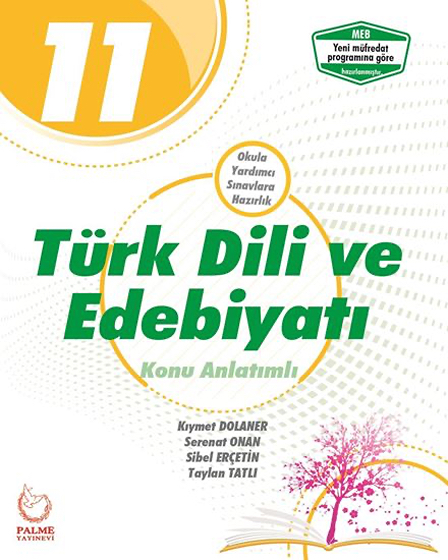 11
MEB
Yeni müfredat
programına göre
hazırlanmıştır.
Okula
Yardımcı
Sınavlara
Hazırlık
Türk Dili ve
Edebiyatı
Konu Anlatımlı
Kıymet DOLANER
Serenat ONAN
Sibel ERÇETİN
Taylan TATLI
PALME
YAYINEVİ